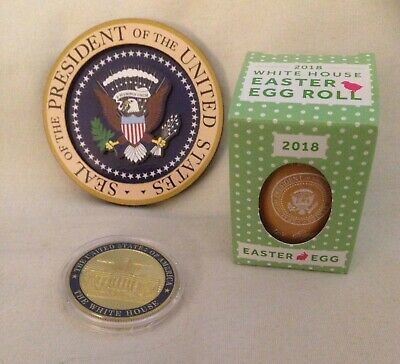 SEAL OF THE PRESIDENT OF THE UNITED STATES
2018
WHITE HOUSE
EASTER
EGG ROLL
2018
EASTER EGG
THE UNITED STATES OF AMERICA
THE WHITE HOUSE